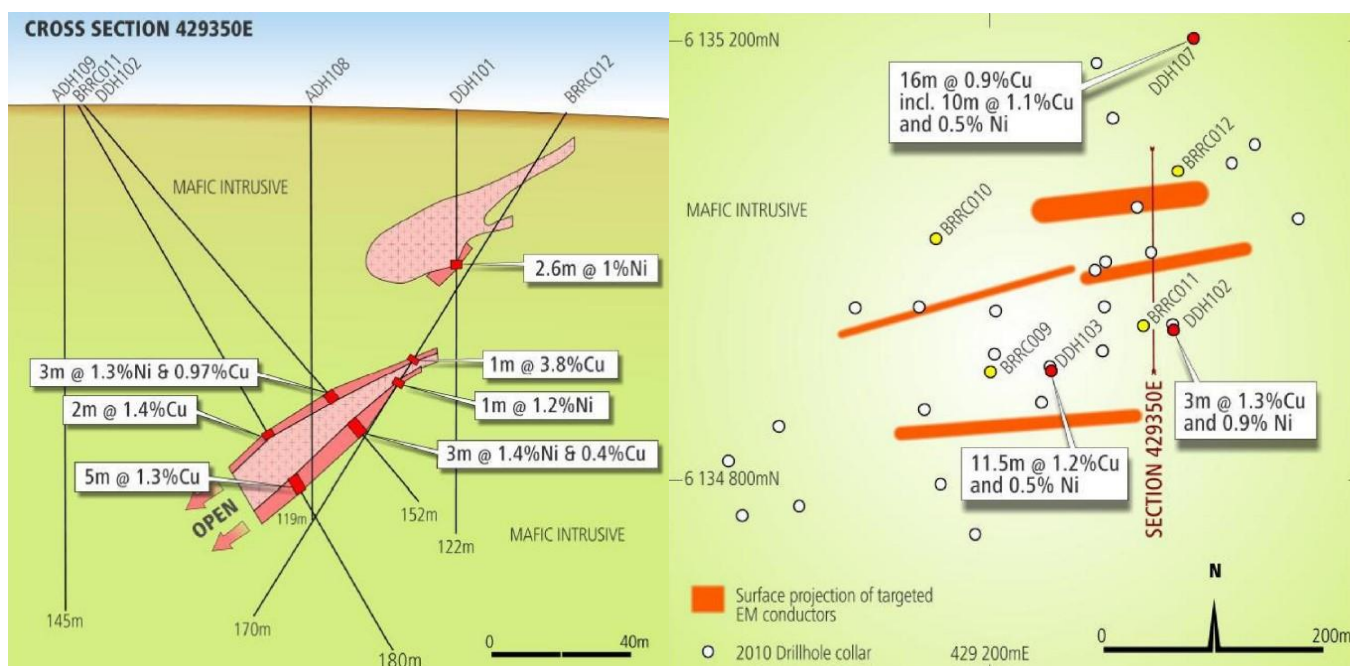 CROSS SECTION 429350E
ADH109
BRRC011
DDH102
ADH108
DDH101
BRRC012
MAFIC INTRUSIVE
2.6m @ 1%Ni
3m @ 1.3%Ni & 0.97%Cu
1m @ 3.8%Cu
2m @ 1.4%Cu
1m @ 1.2%Ni
5m @ 1.3%Cu
3m @ 1.4%Ni & 0.4%Cu
OPEN
119m
152m
122m
MAFIC INTRUSIVE
145m
170m
180m
0
40m
6 135 200mN
16m @ 0.9%Cu
incl. 10m @ 1.1%Cu
and 0.5% Ni
DDH107
BRRC012
MAFIC INTRUSIVE
BRRC010
BRRC011
DDH102
BRRC009
DDH103
SECTION 429350E
3m @ 1.3%Cu
and 0.9% Ni
11.5m @ 1.2%Cu
and 0.5% Ni
6 134 800mN
Surface projection of targeted
EM conductors
2010 Drillhole collar
429 200mE
N
0
200m